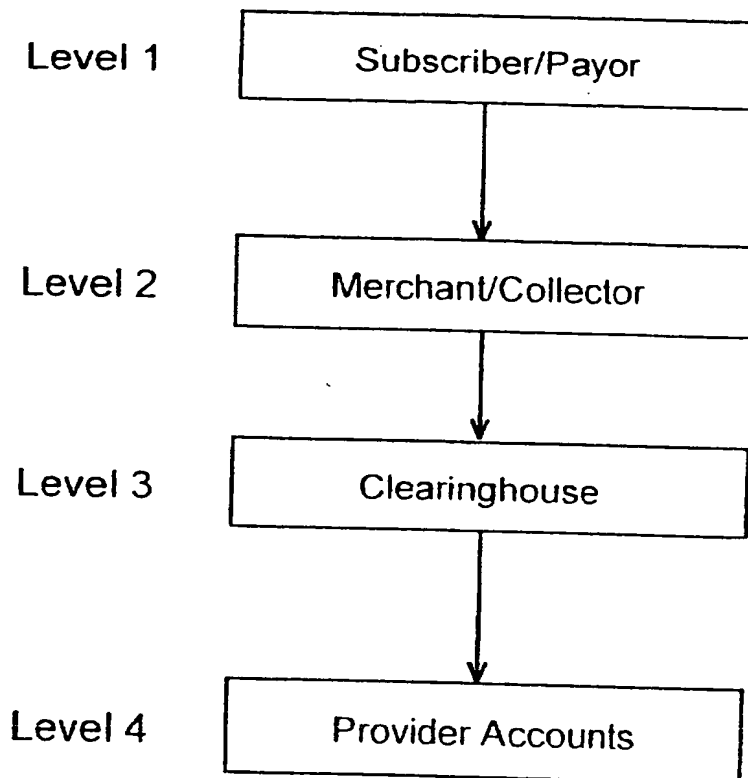 Level 1
Subscriber/Payor
Level 2
Merchant/Collector
Level 3
Clearinghouse
Level 4
Provider Accounts